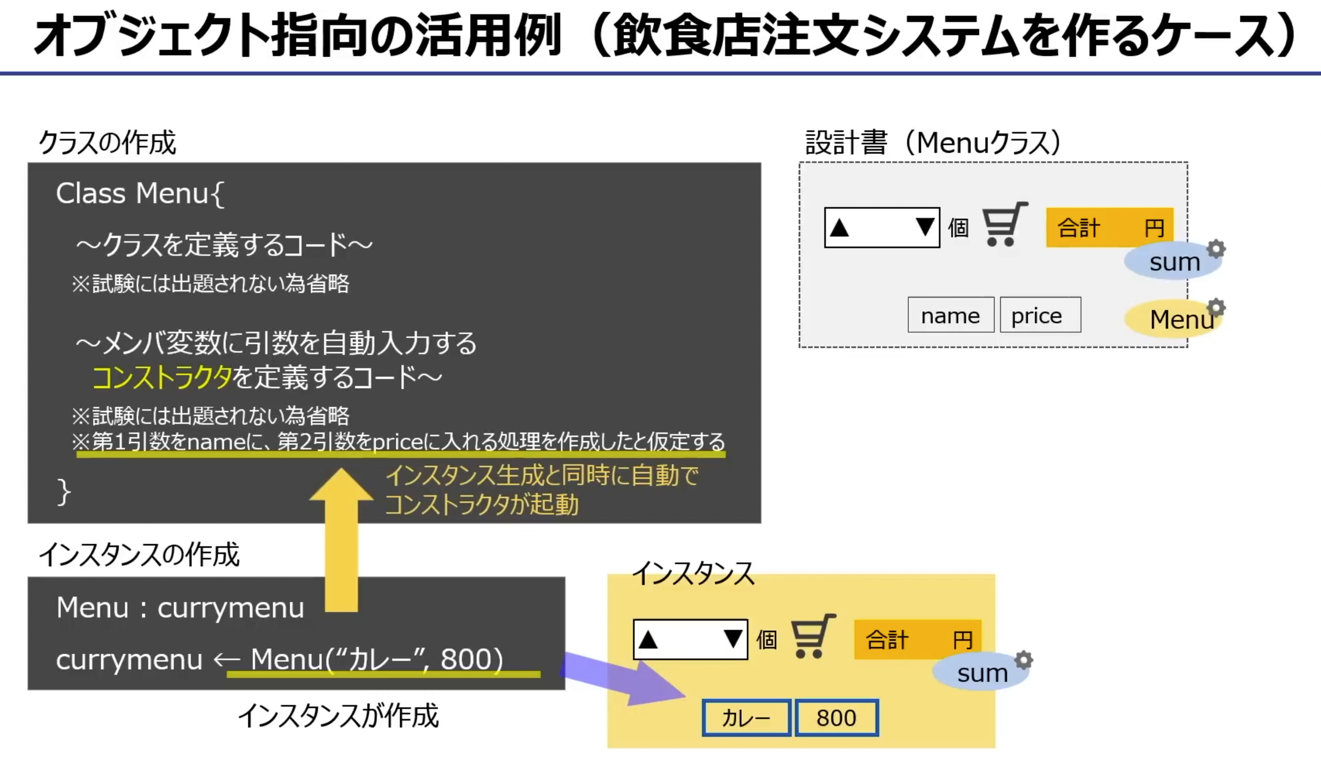 オブジェクト指向の活用例（飲食店注文システムを作るケース）
クラスの作成
Class Menu{
～クラスを定義するコード～
※試験には出題されない為省略
～メンバ変数に引数を自動入力する
コンストラクタを定義するコード～
※試験には出題されない為省略
※第1引数をnameに、第2引数をpriceに入れる処理を作成したと仮定する
インスタンス生成と同時に自動で
コンストラクタが起動
}
設計書（Menuクラス）
▲ ▼ 個 合計 円
sum
name price
Menu
インスタンスの作成
Menu：currymenu
currymenu ← Menu(“カレー”, 800)
インスタンスが作成
インスタンス
▲ ▼ 個 合計 円
sum
カレー 800